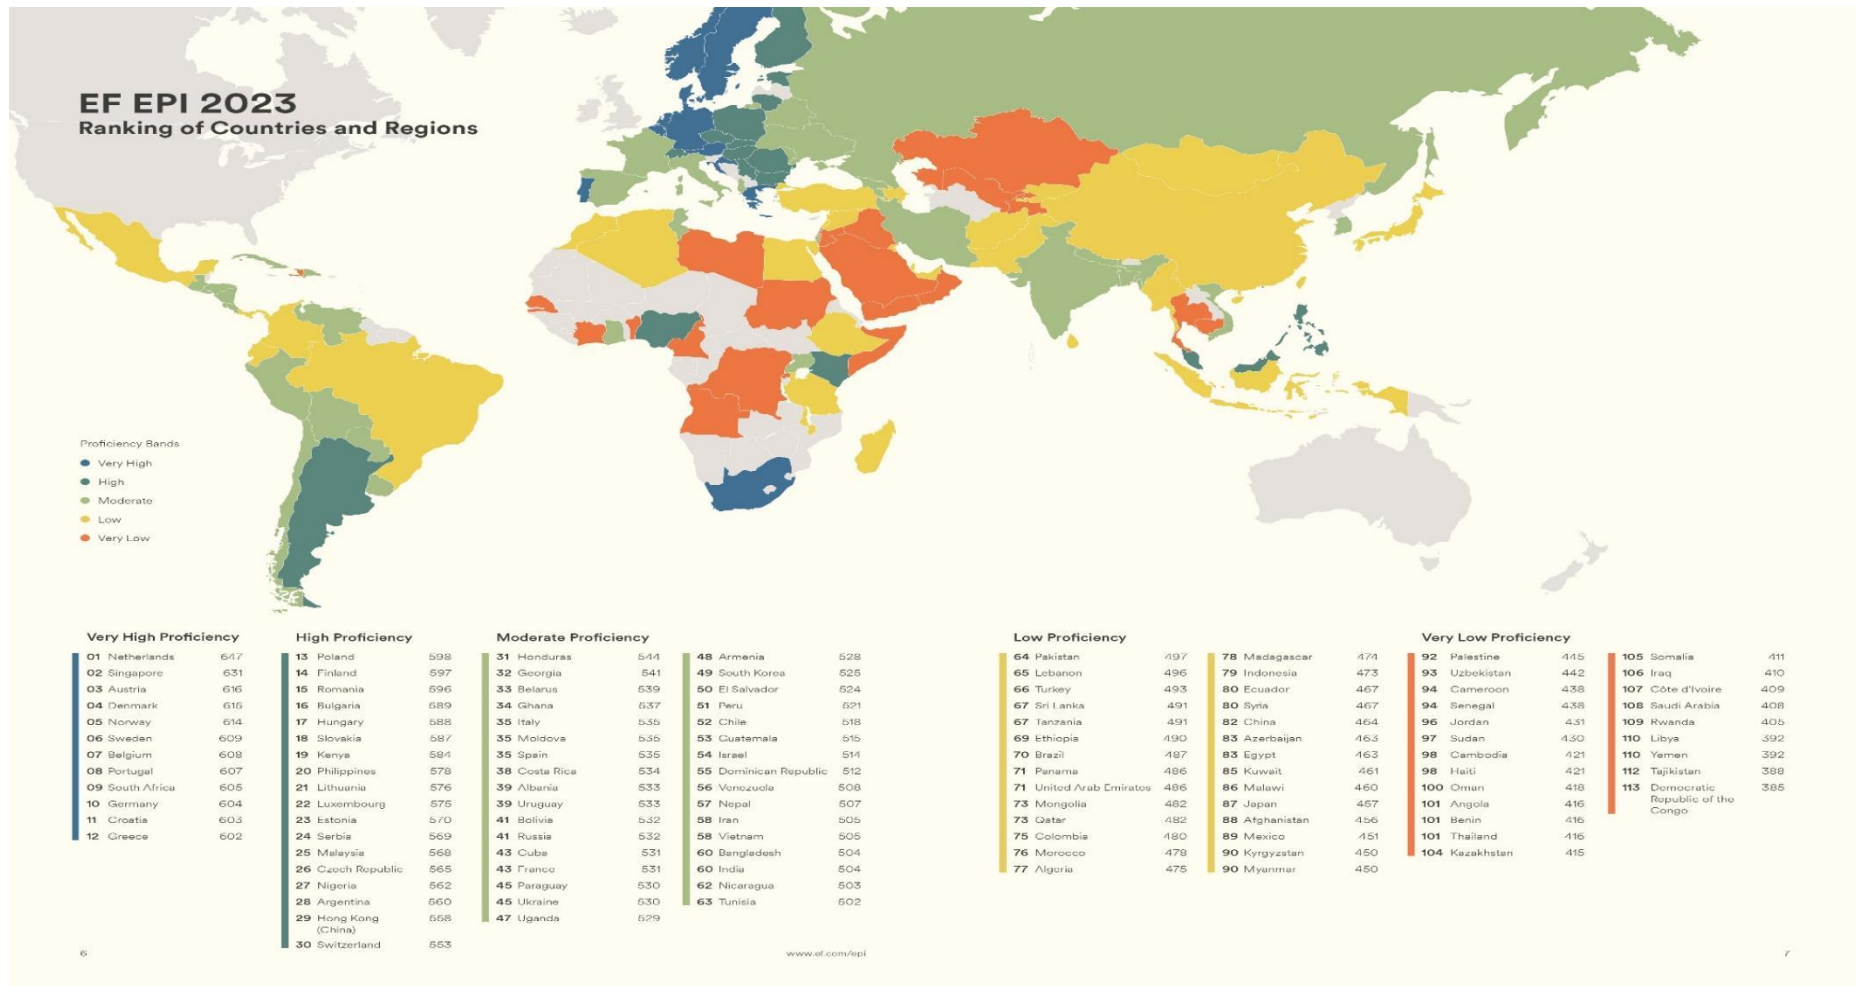 EF EPI 2023
Ranking of Countries and Regions
Proficiency Bands
Very High
High
Moderate
Low
Very Low
Very High Proficiency
01 Netherlands 647
02 Singapore 631
03 Austria 616
04 Denmark 615
05 Norway 614
06 Sweden 609
07 Belgium 608
08 Portugal 607
09 South Africa 605
10 Germany 604
11 Croatia 603
12 Greece 602
High Proficiency
13 Poland 598
14 Finland 597
15 Romania 596
16 Bulgaria 589
17 Hungary 588
18 Slovakia 587
19 Kenya 584
20 Philippines 578
21 Lithuania 576
22 Luxembourg 575
23 Estonia 570
24 Serbia 569
25 Malaysia 568
26 Czech Republic 565
27 Nigeria 562
28 Argentina 560
29 Hong Kong 558
(China)
30 Switzerland 553
Moderate Proficiency
31 Honduras 544
32 Georgia 541
33 Belarus 539
34 Ghana 537
35 Italy 535
35 Moldova 535
35 Spain 535
38 Costa Rica 534
39 Albania 533
39 Uruguay 533
41 Bolivia 532
41 Russia 532
43 Cuba 531
43 France 531
45 Paraguay 530
45 Ukraine 530
47 Uganda 529
48 Armenia 528
49 South Korea 525
50 El Salvador 524
51 Peru 521
52 Chile 518
53 Guatemala 515
54 Israel 514
55 Dominican Republic 512
56 Venezuela 508
57 Nepal 507
58 Iran 505
58 Vietnam 505
60 Bangladesh 504
60 India 504
62 Nicaragua 503
63 Tunisia 502
Low Proficiency
64 Pakistan 497
65 Lebanon 496
66 Turkey 493
67 Sri Lanka 491
67 Tanzania 491
69 Ethiopia 490
70 Brazil 487
71 Panama 486
71 United Arab Emirates 486
73 Mongolia 482
73 Qatar 482
75 Colombia 480
76 Morocco 478
77 Algeria 475
78 Madagascar 474
79 Indonesia 473
80 Ecuador 467
80 Syria 467
82 China 464
83 Azerbaijan 463
83 Egypt 463
85 Kuwait 461
86 Malawi 460
87 Japan 457
88 Afghanistan 456
89 Mexico 451
90 Kyrgyzstan 450
90 Myanmar 450
Very Low Proficiency
92 Palestine 445
93 Uzbekistan 442
94 Cameroon 438
94 Senegal 438
96 Jordan 431
97 Sudan 430
98 Cambodia 421
98 Haiti 421
100 Oman 418
101 Angola 416
101 Benin 416
101 Thailand 416
104 Kazakhstan 415
105 Somalia 411
106 Iraq 410
107 Côte d'Ivoire 409
108 Saudi Arabia 408
109 Rwanda 405
110 Libya 392
110 Yemen 392
112 Tajikistan 388
113 Democratic 385
Republic of the
Congo
6
www.ef.com/epi
7